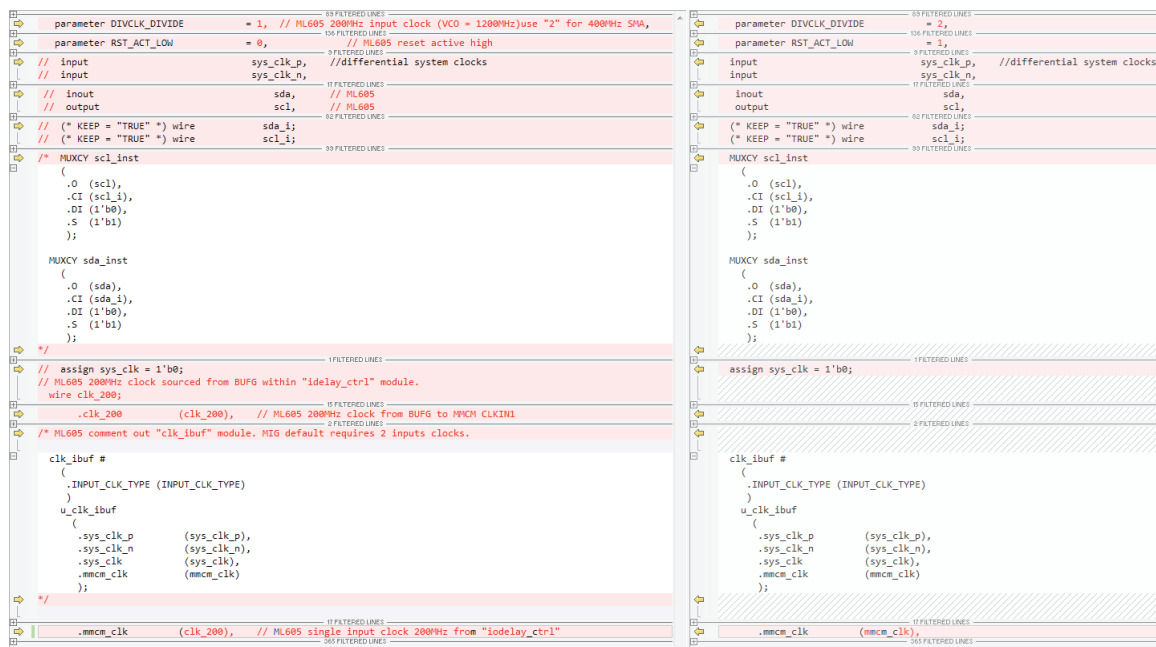 89 FILTERED LINES
parameter DIVCLK_DIVIDE = 1, // ML605 200MHz input clock (VCO = 1200MHz)use "2" for 400MHz SMA,
136 FILTERED LINES
parameter RST_ACT_LOW = 0, // ML605 reset active high
9 FILTERED LINES
// input sys_clk_p, //differential system clocks
// input sys_clk_n,
17 FILTERED LINES
// inout sda, // ML605
// output scl, // ML605
82 FILTERED LINES
// (* KEEP = "TRUE" *) wire sda_i;
// (* KEEP = "TRUE" *) wire scl_i;
99 FILTERED LINES
/* MUXCY scl_inst
(
.O (scl),
.CI (scl_i),
.DI (1'b0),
.S (1'b1)
);
MUXCY sda_inst
(
.O (sda),
.CI (sda_i),
.DI (1'b0),
.S (1'b1)
);
*/
1 FILTERED LINES
// assign sys_clk = 1'b0;
// ML605 200MHz clock sourced from BUFG within "idelay_ctrl" module.
wire clk_200;
15 FILTERED LINES
.clk_200 (clk_200), // ML605 200MHz clock from BUFG to MMCM CLKIN1
2 FILTERED LINES
/* ML605 comment out "clk_ibuf" module. MIG default requires 2 inputs clocks.
clk_ibuf #
(
.INPUT_CLK_TYPE (INPUT_CLK_TYPE)
)
u_clk_ibuf
(
.sys_clk_p (sys_clk_p),
.sys_clk_n (sys_clk_n),
.sys_clk (sys_clk),
.mmcm_clk (mmcm_clk)
);
*/
17 FILTERED LINES
.mmcm_clk (clk_200), // ML605 single input clock 200MHz from "iodelay_ctrl"
365 FILTERED LINES
89 FILTERED LINES
parameter DIVCLK_DIVIDE = 2,
136 FILTERED LINES
parameter RST_ACT_LOW = 1,
9 FILTERED LINES
input sys_clk_p, //differential system clocks
input sys_clk_n,
17 FILTERED LINES
inout sda,
output scl,
82 FILTERED LINES
(* KEEP = "TRUE" *) wire sda_i;
(* KEEP = "TRUE" *) wire scl_i;
99 FILTERED LINES
MUXCY scl_inst
(
.O (scl),
.CI (scl_i),
.DI (1'b0),
.S (1'b1)
);
MUXCY sda_inst
(
.O (sda),
.CI (sda_i),
.DI (1'b0),
.S (1'b1)
);
1 FILTERED LINES
assign sys_clk = 1'b0;
15 FILTERED LINES
2 FILTERED LINES
clk_ibuf #
(
.INPUT_CLK_TYPE (INPUT_CLK_TYPE)
)
u_clk_ibuf
(
.sys_clk_p (sys_clk_p),
.sys_clk_n (sys_clk_n),
.sys_clk (sys_clk),
.mmcm_clk (mmcm_clk)
);
17 FILTERED LINES
.mmcm_clk (mmcm_clk),
365 FILTERED LINES